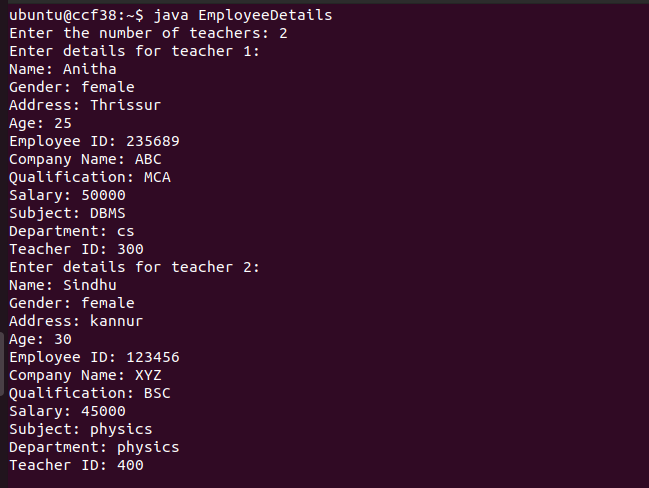 ubuntu@ccf38:~$ java EmployeeDetails
Enter the number of teachers: 2
Enter details for teacher 1:
Name: Anitha
Gender: female
Address: Thrissur
Age: 25
Employee ID: 235689
Company Name: ABC
Qualification: MCA
Salary: 50000
Subject: DBMS
Department: cs
Teacher ID: 300
Enter details for teacher 2:
Name: Sindhu
Gender: female
Address: kannur
Age: 30
Employee ID: 123456
Company Name: XYZ
Qualification: BSC
Salary: 45000
Subject: physics
Department: physics
Teacher ID: 400